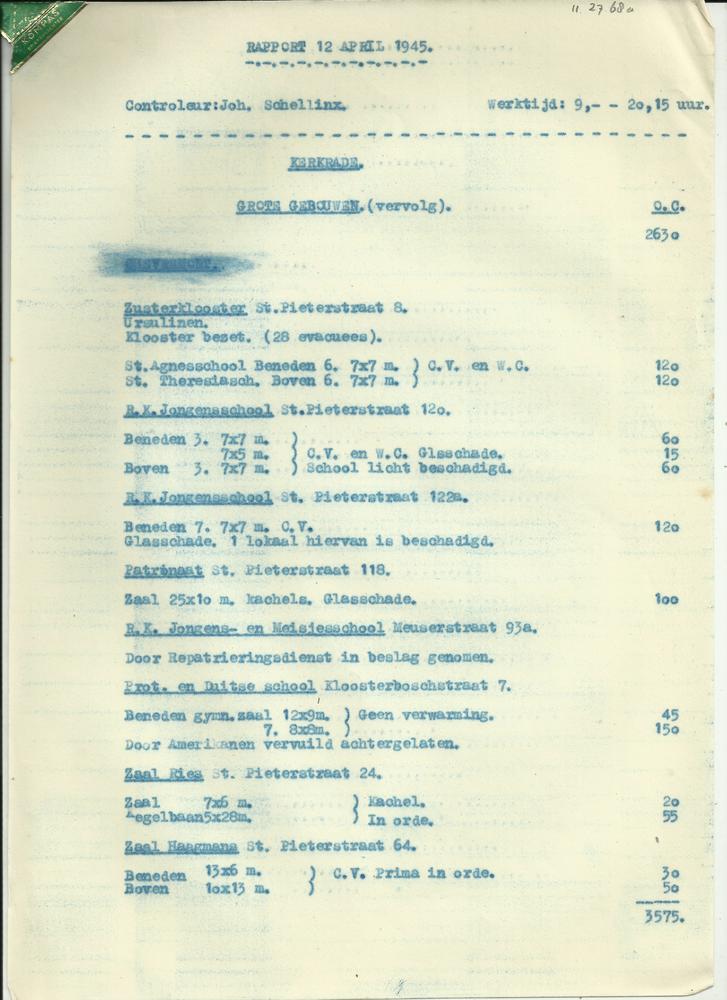 11.27.68a
KOMPAS
RAPPORT 12 APRIL 1945.
Controleur:Joh. Schellinx. Werktijd: 9,- - 2o,15 uur.
KERKRADE.
GROTE GEBOUWEN.(vervolg). O.C.
263o
Zusterklooster St.Pieterstraat 8.
Ursulinen.
Klooster bezet. (28 evacuees).
St.Agnesschool Beneden 6. 7x7 m. ) C.V. en W.C. 12o
St. Theresiasch. Boven 6. 7x7 m. ) 12o
R.K.Jongensschool St.Pieterstraat 12o.
Beneden 3. 7x7 m. ) 6o
7x5 m. ) C.V. en W.C. Glsschade. 15
Boven 3. 7x7 m. ) School licht beschadigd. 6o
R.K.Jongensschool St. Pieterstraat 122a.
Beneden 7. 7x7 m. C.V. 12o
Glasschade. 1 lokaal hiervan is beschadigd.
Patronaat St. Pieterstraat 118.
Zaal 25x1o m. kachels. Glasschade. 1oo
R.K. Jongens- en Meisjesschool Meuserstraat 93a.
Door Repatrieringsdienst in beslag genomen.
Prot. en Duitse school Kloosterboschstraat 7.
Beneden gymn.zaal 12x9m. ) Geen verwarming. 45
7. 8x8m. ) 15o
Door Amerikanen vervuild achtergelaten.
Zaal Ries St. Pieterstraat 24.
Zaal 7x6 m. ) Kachel. 2o
Kegelbaan5x28m. ) In orde. 55
Zaal Haagmans St. Pieterstraat 64.
Beneden 13x6 m. ) C.V. Prima in orde. 3o
Boven 1ox13 m. ) 5o
3575.